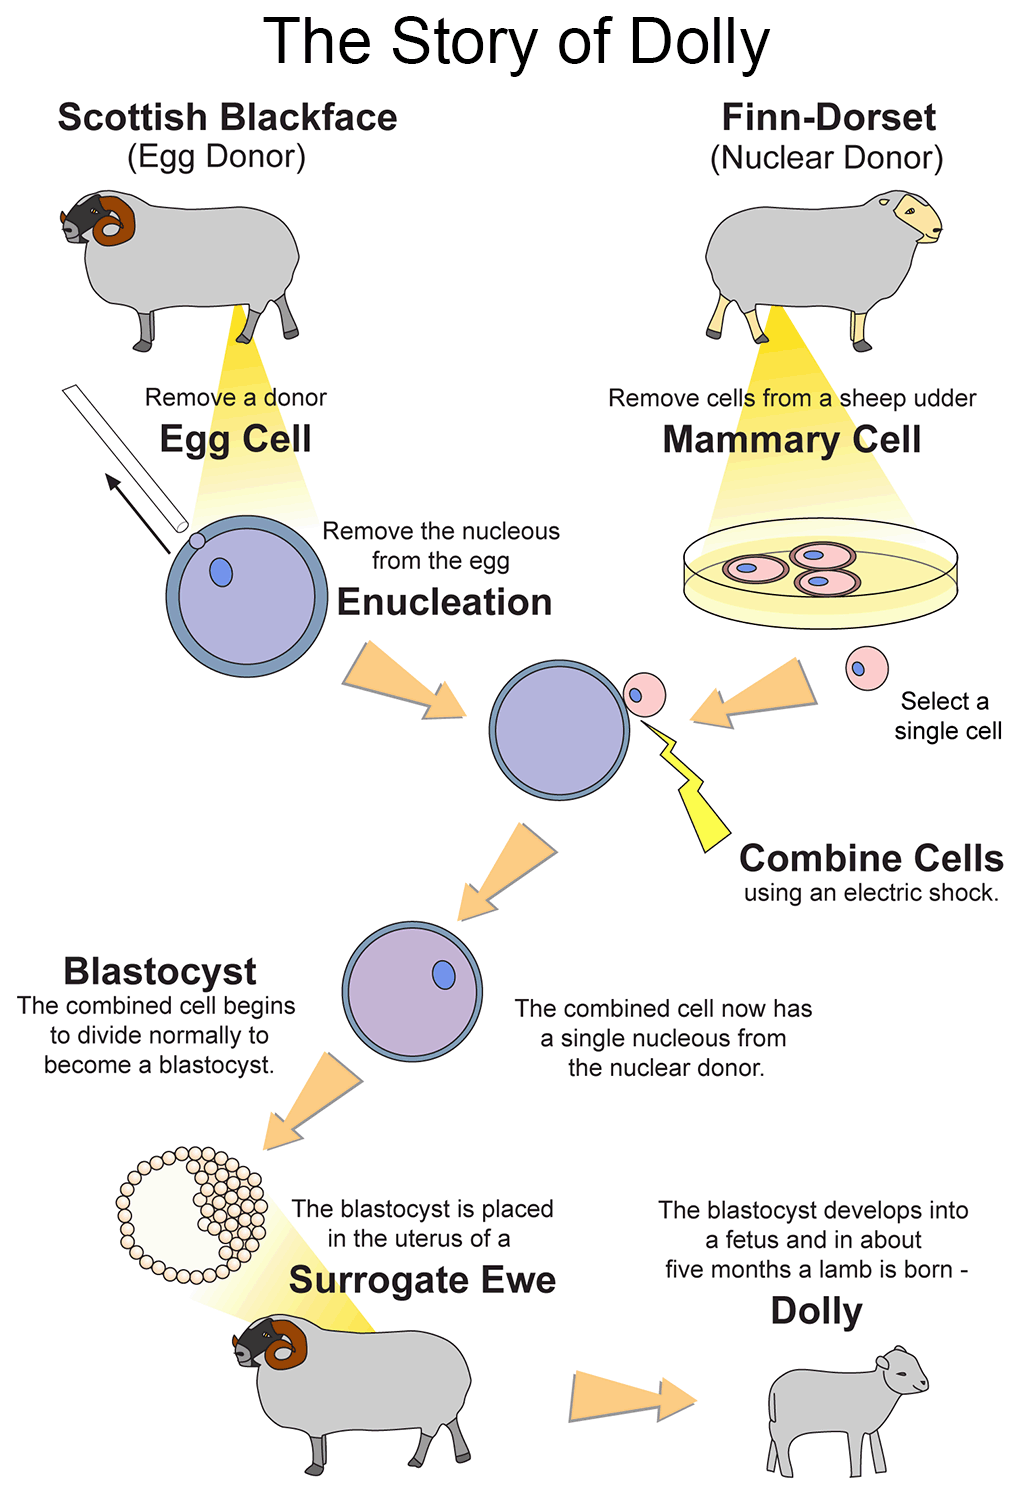 The Story of Dolly
Scottish Blackface
(Egg Donor)
Finn-Dorset
(Nuclear Donor)
Remove a donor
Egg Cell
Remove cells from a sheep udder
Mammary Cell
Remove the nucleous
from the egg
Enucleation
Select a
single cell
Combine Cells
using an electric shock.
Blastocyst
The combined cell begins
to divide normally to
become a blastocyst.
The combined cell now has
a single nucleous from
the nuclear donor.
The blastocyst is placed
in the uterus of a
Surrogate Ewe
The blastocyst develops into
a fetus and in about
five months a lamb is born -
Dolly